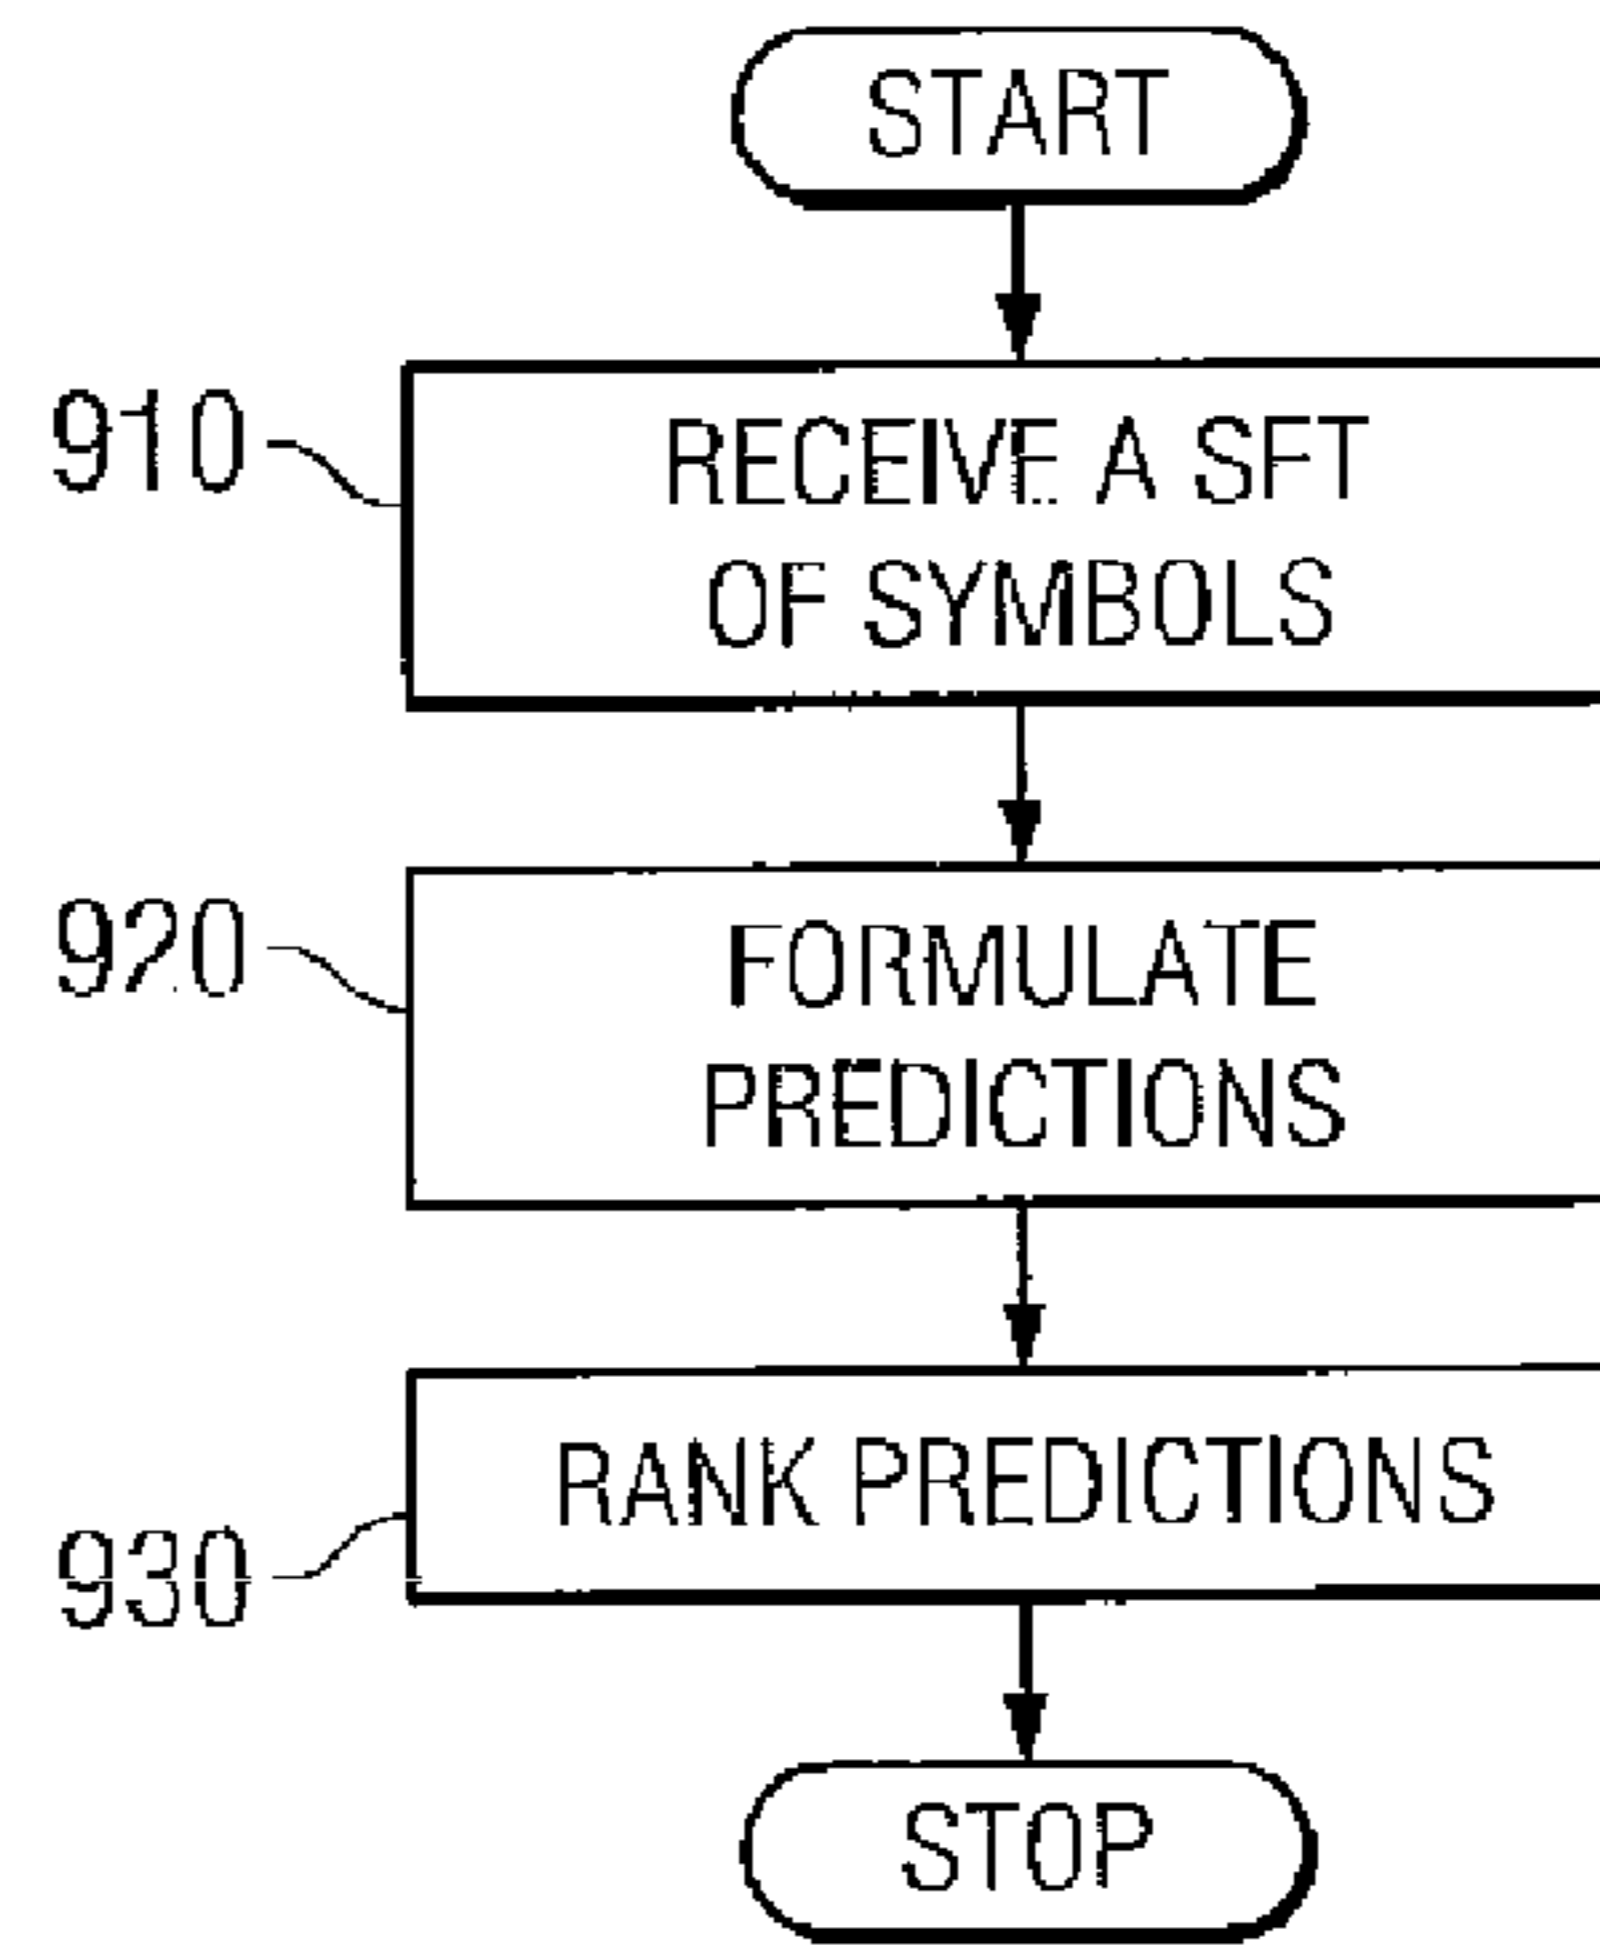 START
910
RECEIVE A SFT
OF SYMBOLS
920
FORMULATE
PREDICTIONS
RANK PREDICTIONS
930
STOP